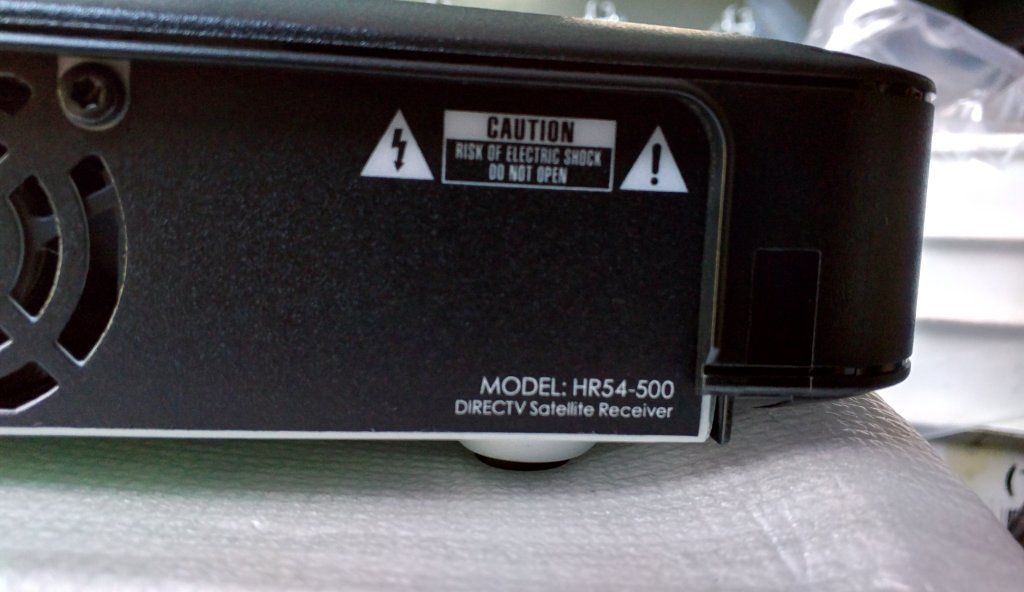 CAUTION
RISK OF ELECTRIC SHOCK
DO NOT OPEN
!
MODEL: HR54-500
DIRECTV Satellite Receiver